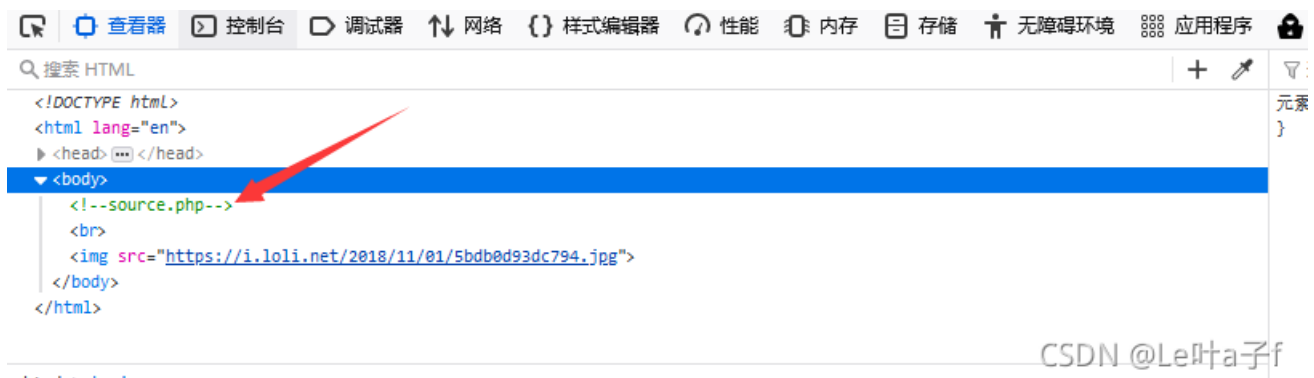 查看器 控制台 调试器 网络 {} 样式编辑器 性能 内存 存储 无障碍环境 应用程序
搜索 HTML
<!DOCTYPE html>
<html lang="en">
<head>⋯</head>
<body>
<!--source.php-->
<br>
<img src="https://i.loli.net/2018/11/01/5bdb0d93dc794.jpg">
</body>
</html>
元素
}
CSDN @Le叶a子f